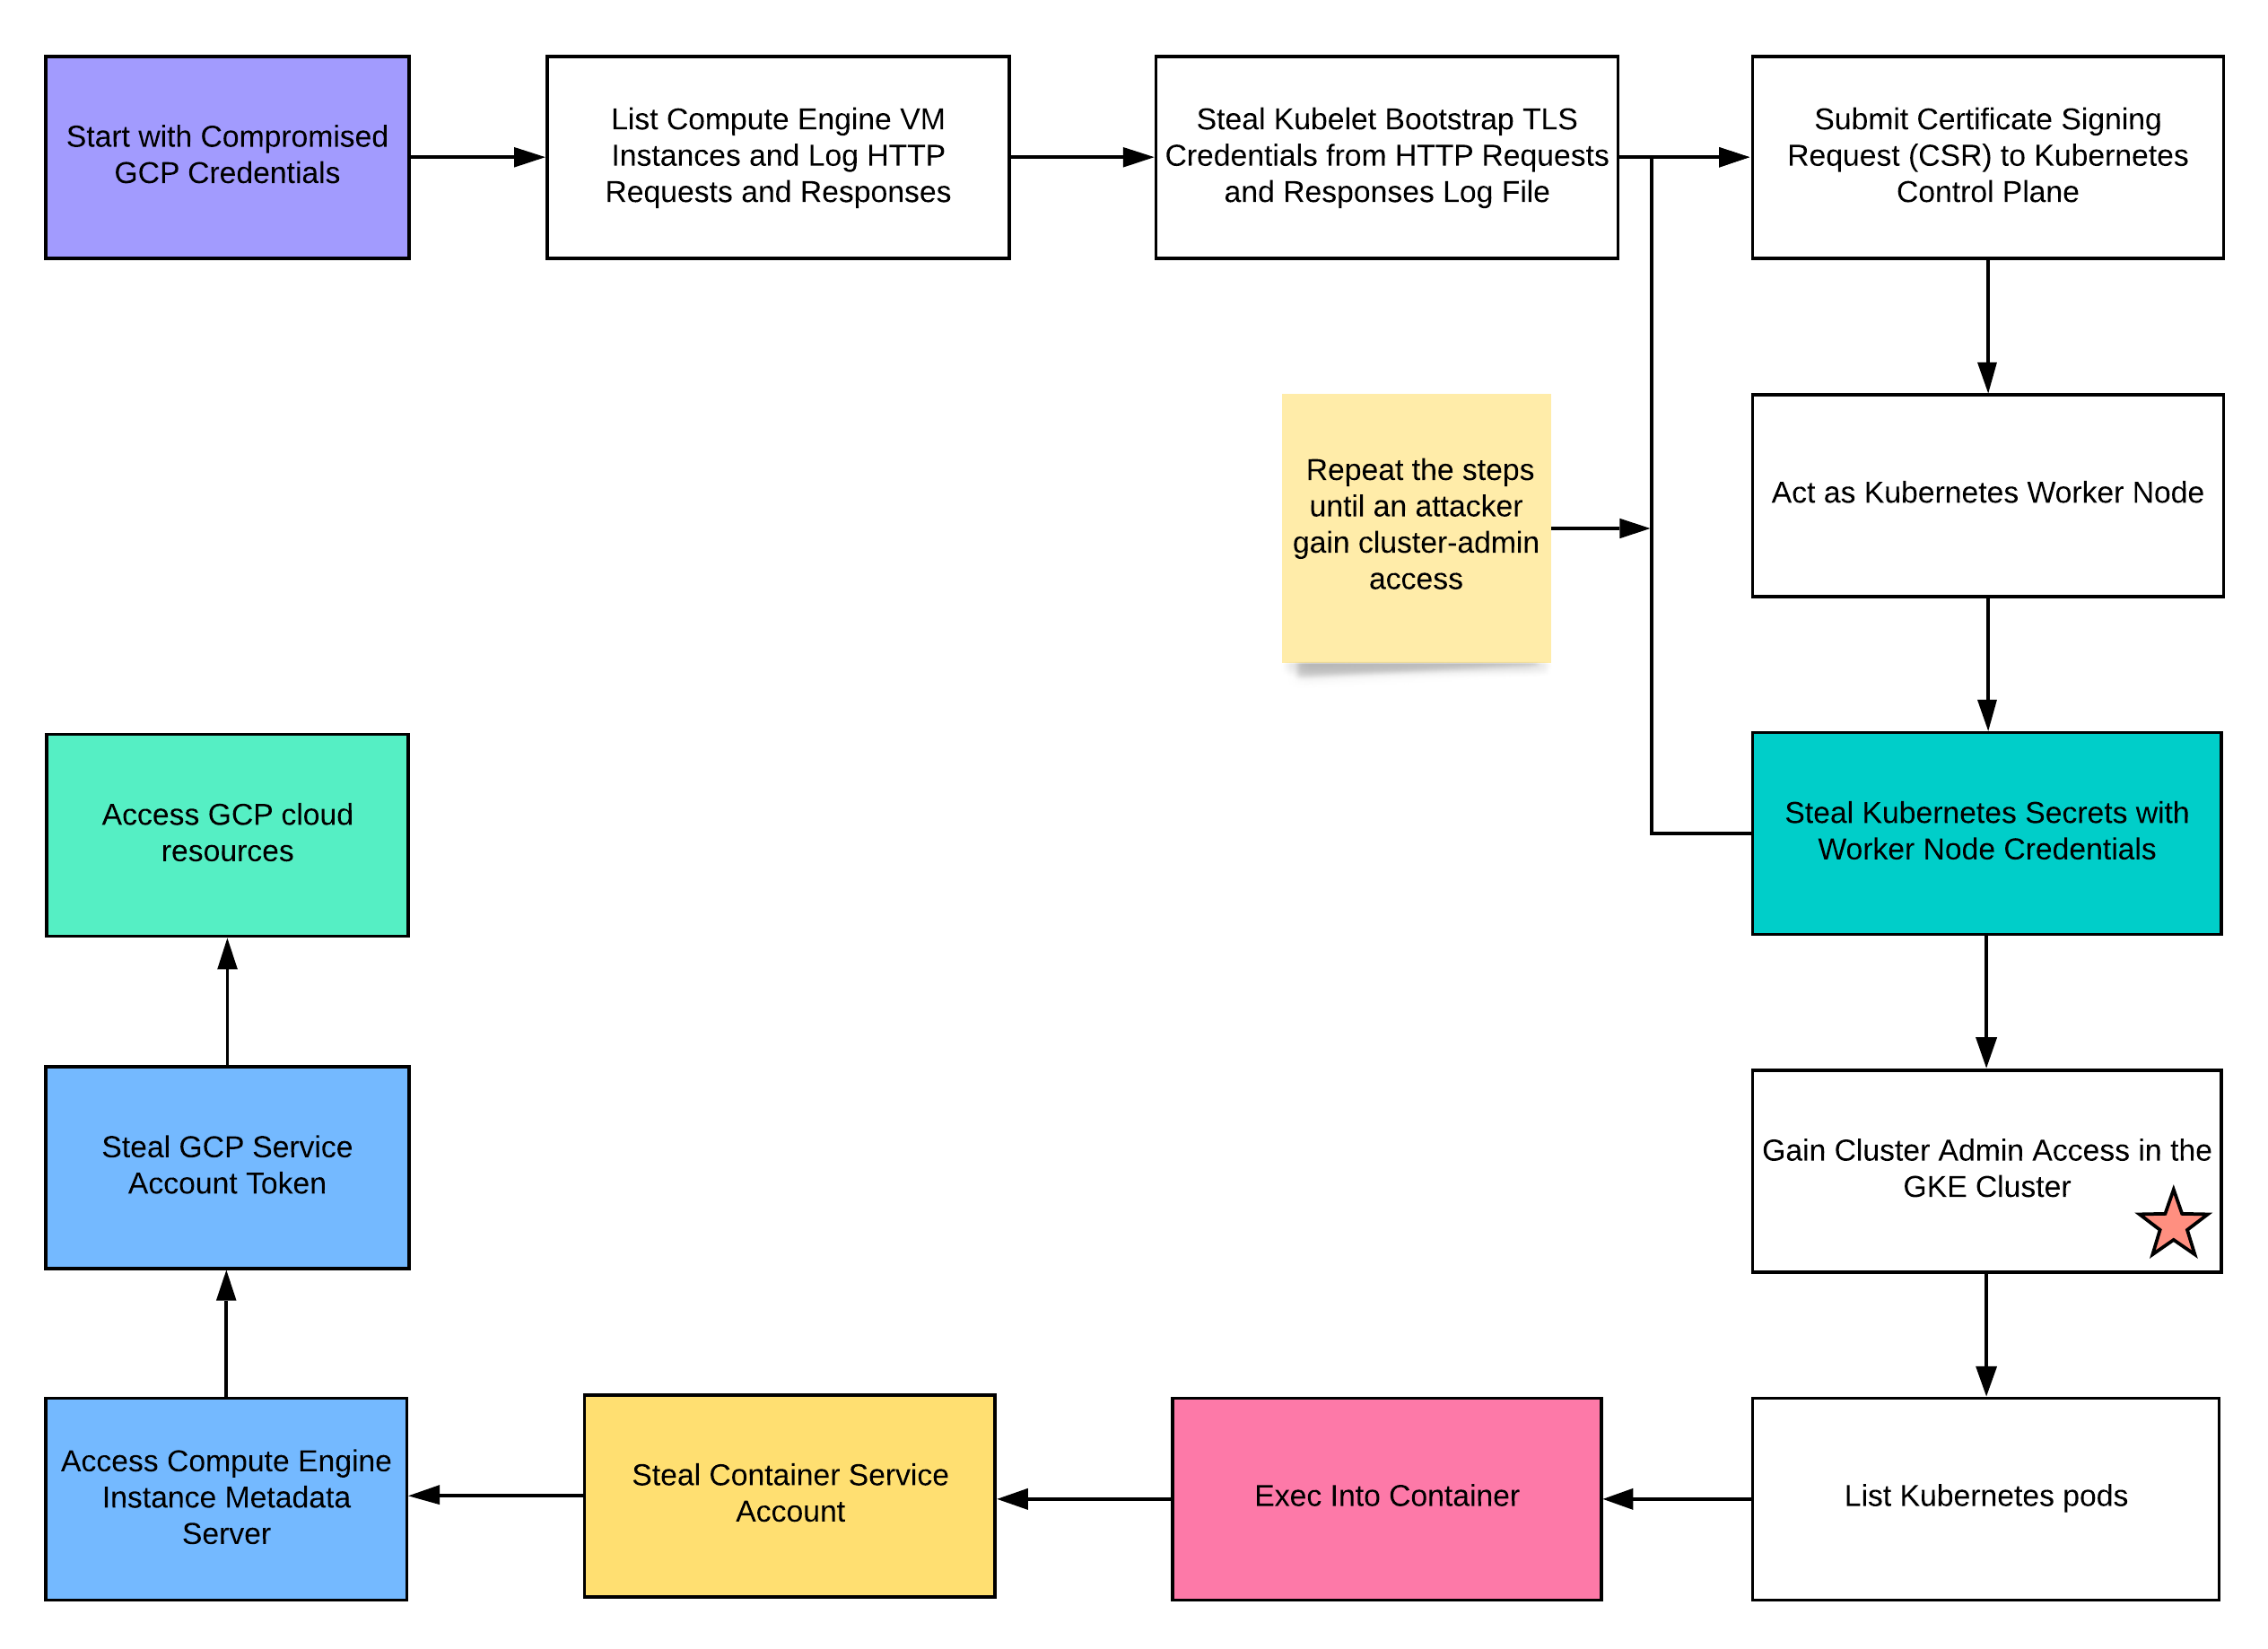 Start with Compromised
GCP Credentials
List Compute Engine VM
Instances and Log HTTP
Requests and Responses
Steal Kubelet Bootstrap TLS
Credentials from HTTP Requests
and Responses Log File
Submit Certificate Signing
Request (CSR) to Kubernetes
Control Plane
Repeat the steps
until an attacker
gain cluster-admin
access
Act as Kubernetes Worker Node
Steal Kubernetes Secrets with
Worker Node Credentials
Gain Cluster Admin Access in the
GKE Cluster
List Kubernetes pods
Exec Into Container
Steal Container Service
Account
Access Compute Engine
Instance Metadata
Server
Steal GCP Service
Account Token
Access GCP cloud
resources